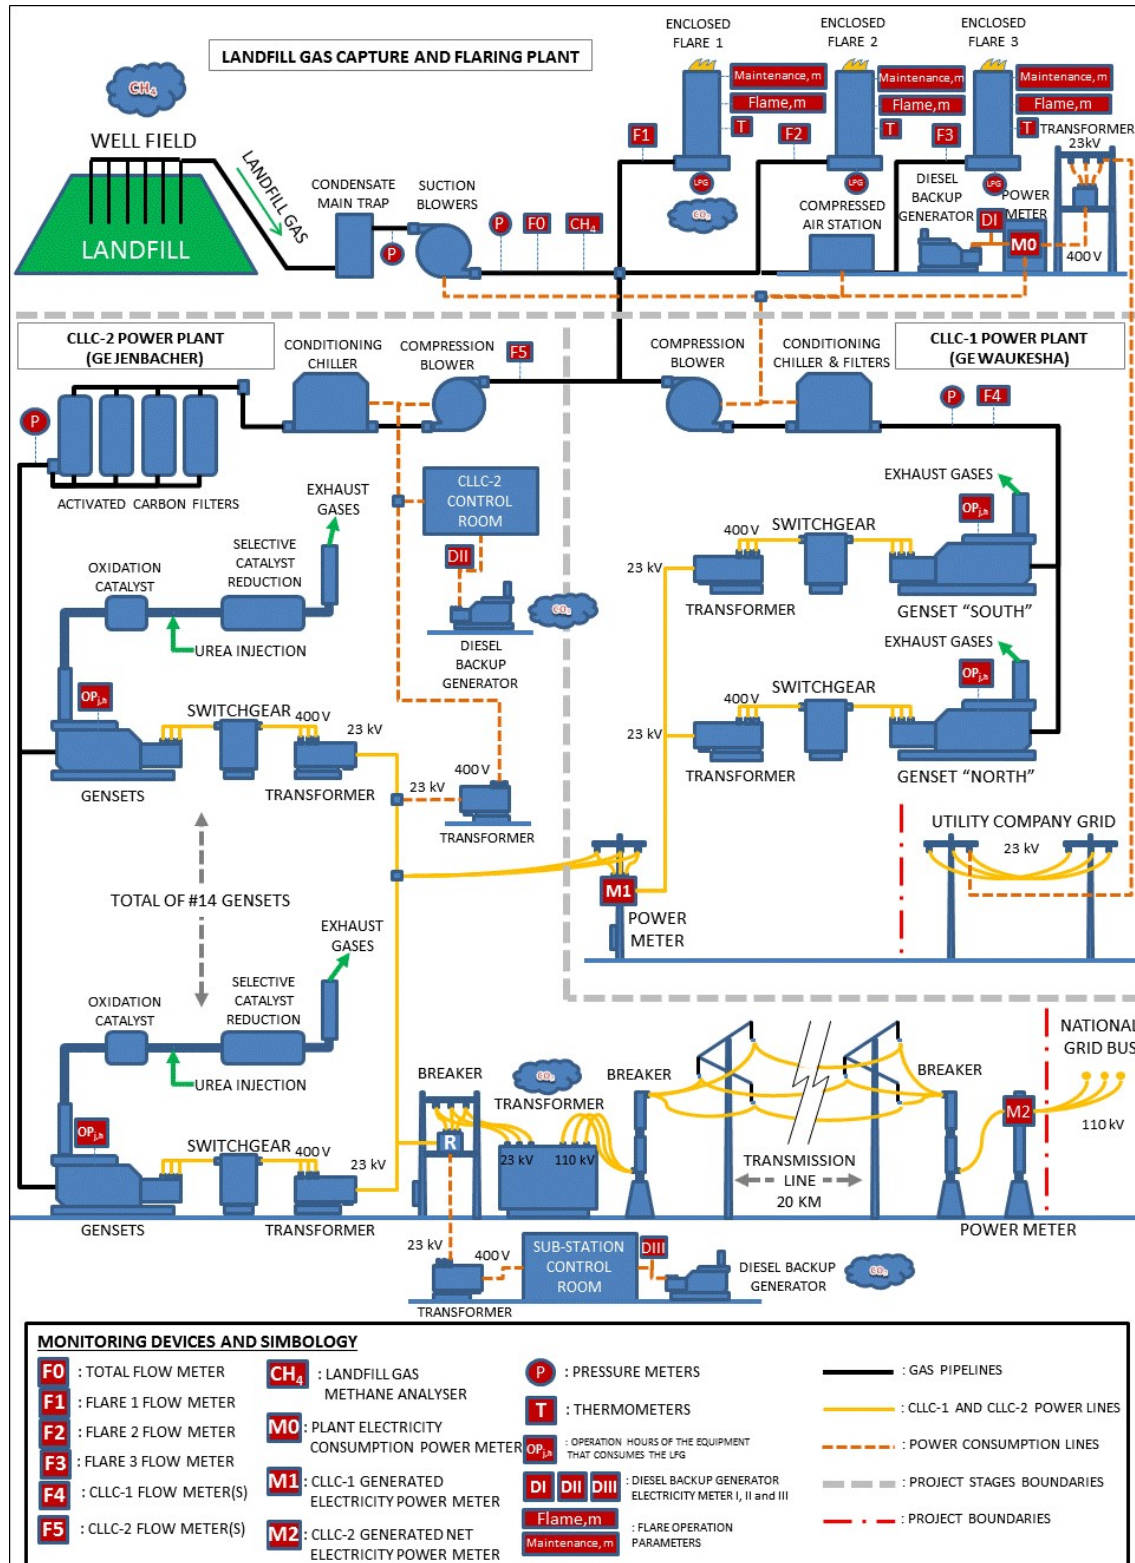 LANDFILL GAS CAPTURE AND FLARING PLANT
ENCLOSED
FLARE 1
ENCLOSED
FLARE 2
ENCLOSED
FLARE 3
CH₄
WELL FIELD
LANDFILL
LANDFILL GAS
CONDENSATE
MAIN TRAP
SUCTION
BLOWERS
P
P
F0
CH₄
F1
Maintenance,m
Flame,m
T
LPG
CO₂
F2
Maintenance,m
Flame,m
T
LPG
COMPRESSED
AIR STATION
F3
Maintenance,m
Flame,m
T
LPG
TRANSFORMER
23kV
DIESEL
BACKUP
GENERATOR
DI
POWER
METER
M0
400 V
CLLC-2 POWER PLANT
(GE JENBACHER)
CONDITIONING
CHILLER
COMPRESSION
BLOWER
F5
COMPRESSION
BLOWER
CONDITIONING
CHILLER & FILTERS
CLLC-1 POWER PLANT
(GE WAUKESHA)
P
F4
P
ACTIVATED CARBON FILTERS
EXHAUST
GASES
OXIDATION
CATALYST
SELECTIVE
CATALYST
REDUCTION
UREA INJECTION
CLLC-2
CONTROL
ROOM
DII
CO₂
DIESEL
BACKUP
GENERATOR
OPj,h
SWITCHGEAR
400 V
23 kV
GENSETS
TRANSFORMER
400 V
23 kV
TRANSFORMER
EXHAUST GASES
OPj,h
400 V
SWITCHGEAR
23 kV
TRANSFORMER
GENSET “SOUTH”
EXHAUST GASES
OPj,h
400 V
SWITCHGEAR
23 kV
TRANSFORMER
GENSET “NORTH”
UTILITY COMPANY GRID
23 kV
M1
POWER
METER
TOTAL OF #14 GENSETS
EXHAUST
GASES
OXIDATION
CATALYST
SELECTIVE
CATALYST
REDUCTION
UREA INJECTION
OPj,h
SWITCHGEAR
400 V
23 kV
GENSETS
TRANSFORMER
BREAKER
R
CO₂
TRANSFORMER
23 kV
110 kV
BREAKER
TRANSMISSION
LINE
20 KM
BREAKER
NATIONAL
GRID BUS
M2
110 kV
POWER METER
23 kV
400 V
TRANSFORMER
SUB-STATION
CONTROL
ROOM
DIII
DIESEL BACKUP
GENERATOR
CO₂
MONITORING DEVICES AND SIMBOLOGY
F0 : TOTAL FLOW METER
F1 : FLARE 1 FLOW METER
F2 : FLARE 2 FLOW METER
F3 : FLARE 3 FLOW METER
F4 : CLLC-1 FLOW METER(S)
F5 : CLLC-2 FLOW METER(S)
CH₄ : LANDFILL GAS
METHANE ANALYSER
M0 : PLANT ELECTRICITY
CONSUMPTION POWER METER
M1 : CLLC-1 GENERATED
ELECTRICITY POWER METER
M2 : CLLC-2 GENERATED NET
ELECTRICITY POWER METER
P : PRESSURE METERS
T : THERMOMETERS
OPj,h : OPERATION HOURS OF THE EQUIPMENT
THAT CONSUMES THE LFG
DI DII DIII : DIESEL BACKUP GENERATOR
ELECTRICITY METER I, II and III
Flame,m
Maintenance,m
: FLARE OPERATION
PARAMETERS
: GAS PIPELINES
: CLLC-1 AND CLLC-2 POWER LINES
: POWER CONSUMPTION LINES
: PROJECT STAGES BOUNDARIES
: PROJECT BOUNDARIES